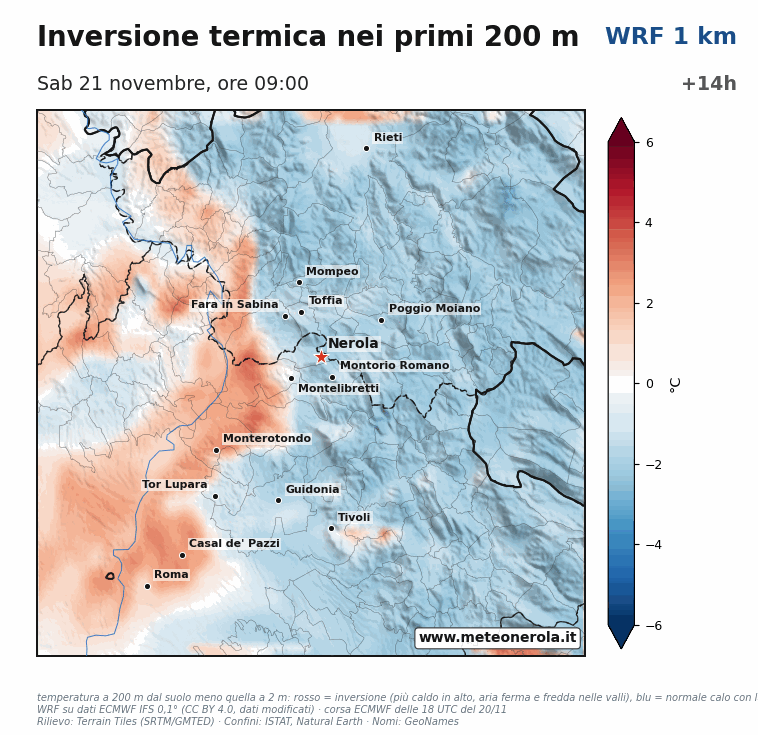 Inversione termica nei primi 200 m WRF 1 km
Sab 21 novembre, ore 09:00 +14h
Rieti
Mompeo
Toffia
Fara in Sabina
Poggio Moiano
Nerola
Montorio Romano
Montelibretti
Monterotondo
Tor Lupara
Guidonia
Tivoli
Casal de' Pazzi
Roma
www.meteonerola.it
6
4
2
0
−2
−4
−6
°C
temperatura a 200 m dal suolo meno quella a 2 m: rosso = inversione (più caldo in alto, aria ferma e fredda nelle valli), blu = normale calo con
WRF su dati ECMWF IFS 0,1° (CC BY 4.0, dati modificati) · corsa ECMWF delle 18 UTC del 20/11
Rilievo: Terrain Tiles (SRTM/GMTED) · Confini: ISTAT, Natural Earth · Nomi: GeoNames